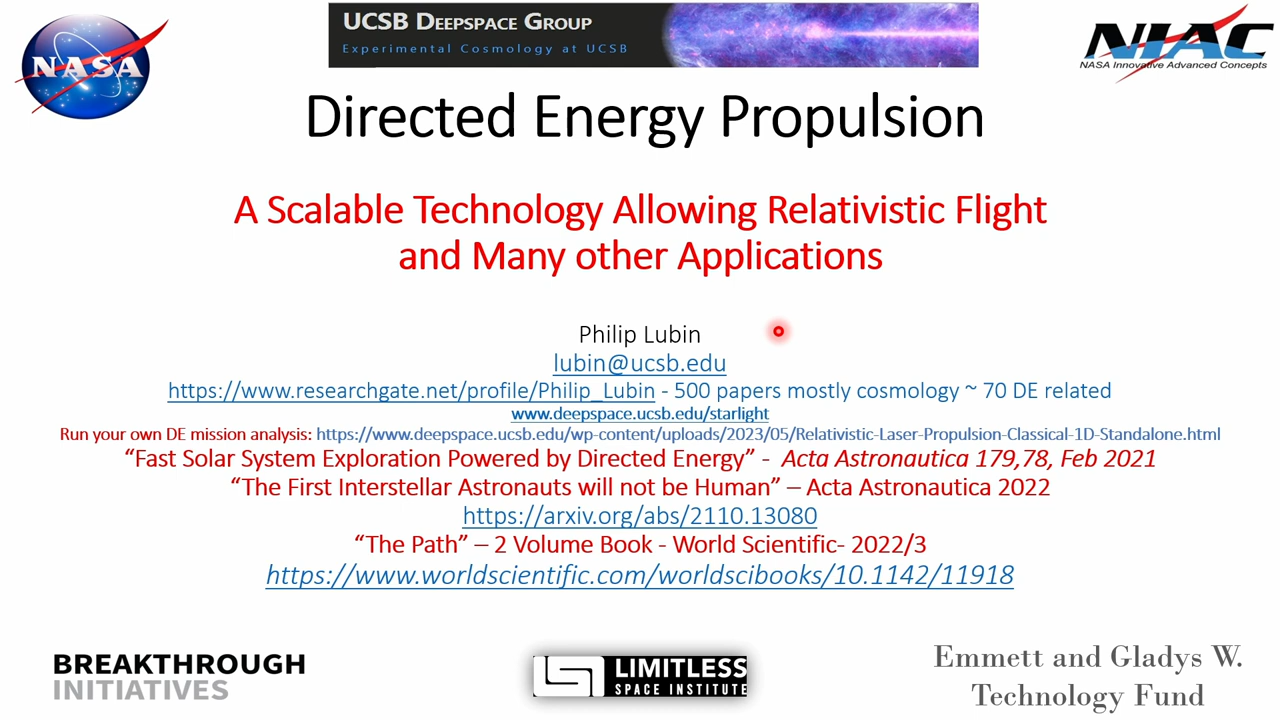 NASA
UCSB DEEPSPACE GROUP
Experimental Cosmology at UCSB
NIAC
NASA Innovative Advanced Concepts
Directed Energy Propulsion
A Scalable Technology Allowing Relativistic Flight
and Many other Applications
Philip Lubin
lubin@ucsb.edu
https://www.researchgate.net/profile/Philip_Lubin - 500 papers mostly cosmology ~ 70 DE related
www.deepspace.ucsb.edu/starlight
Run your own DE mission analysis: https://www.deepspace.ucsb.edu/wp-content/uploads/2023/05/Relativistic-Laser-Propulsion-Classical-1D-Standalone.html
“Fast Solar System Exploration Powered by Directed Energy” - Acta Astronautica 179,78, Feb 2021
“The First Interstellar Astronauts will not be Human” – Acta Astronautica 2022
https://arxiv.org/abs/2110.13080
“The Path” – 2 Volume Book - World Scientific- 2022/3
https://www.worldscientific.com/worldscibooks/10.1142/11918
BREAKTHROUGH
INITIATIVES
LIMITLESS
SPACE INSTITUTE
Emmett and Gladys W.
Technology Fund